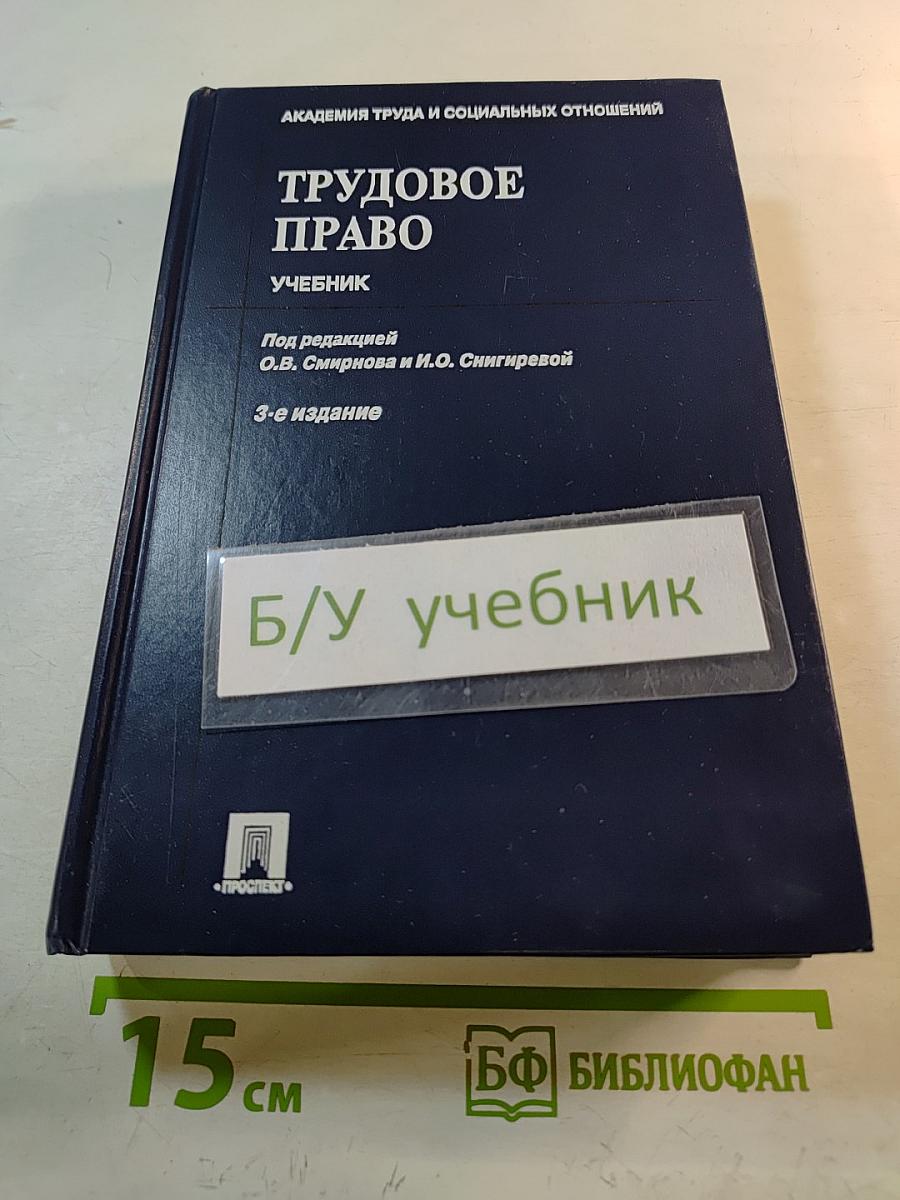 АКАДЕМИЯ ТРУДА И СОЦИАЛЬНЫХ ОТНОШЕНИЙ
ТРУДОВОЕ
ПРАВО
УЧЕБНИК
Под редакцией
О.В. Смирнова и И.О. Снигиревой
3-е издание
Б/У учебник
•ПРОСПЕКТ•
15 см
БФ БИБЛИОФАН